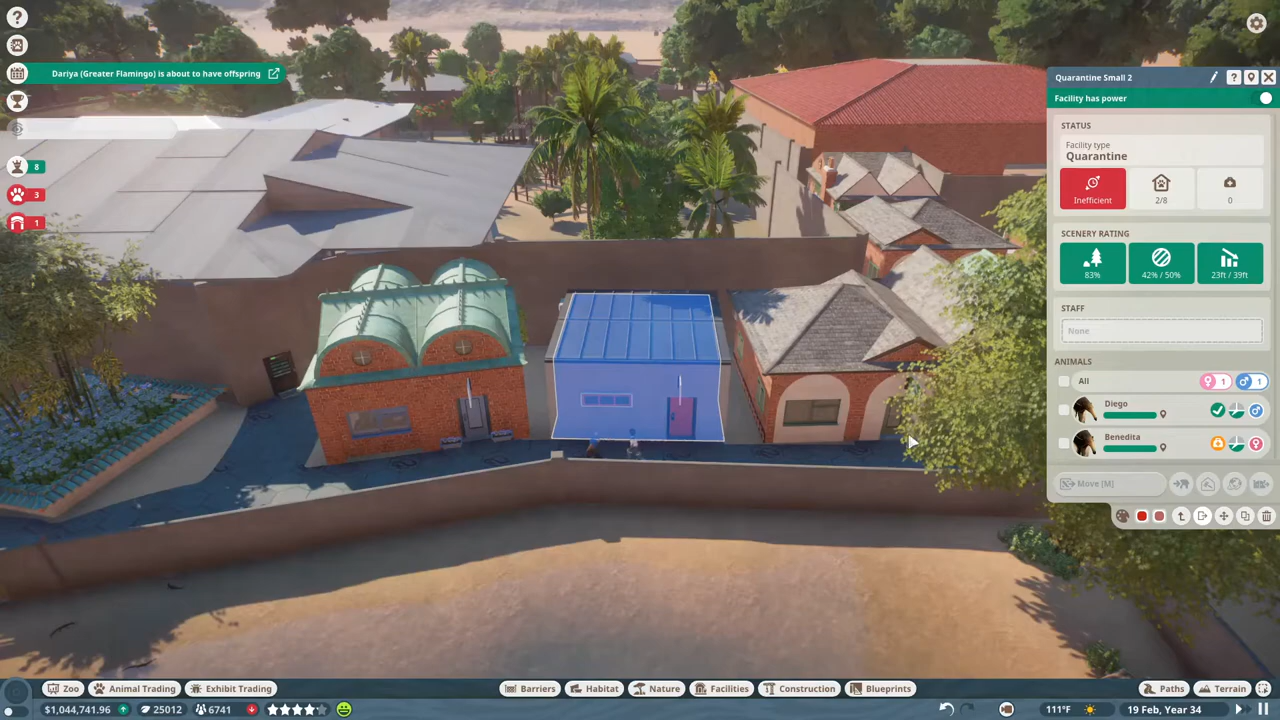 ?
Dariya (Greater Flamingo) is about to have offspring
8
3
1
Quarantine Small 2
?
Facility has power
STATUS
Facility type
Quarantine
Inefficient
2/8
0
SCENERY RATING
83%
42% / 50%
23ft / 39ft
STAFF
None
ANIMALS
All
1
1
Diego
Benedita
Move [M]
Zoo
Animal Trading
Exhibit Trading
Barriers
Habitat
Nature
Facilities
Construction
Blueprints
Paths
Terrain
$1,044,741.96
25012
6741
111°F
19 Feb, Year 34